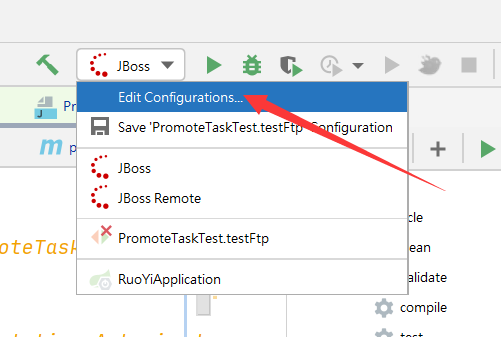 JBoss
Edit Configurations...
Pr
Save 'PromoteTaskTest.testFtp' Configuration
m
p
JBoss
JBoss Remote
cle
PromoteTaskTest.testFtp
oteTask
ean
alidate
RuoYiApplication
compile
test